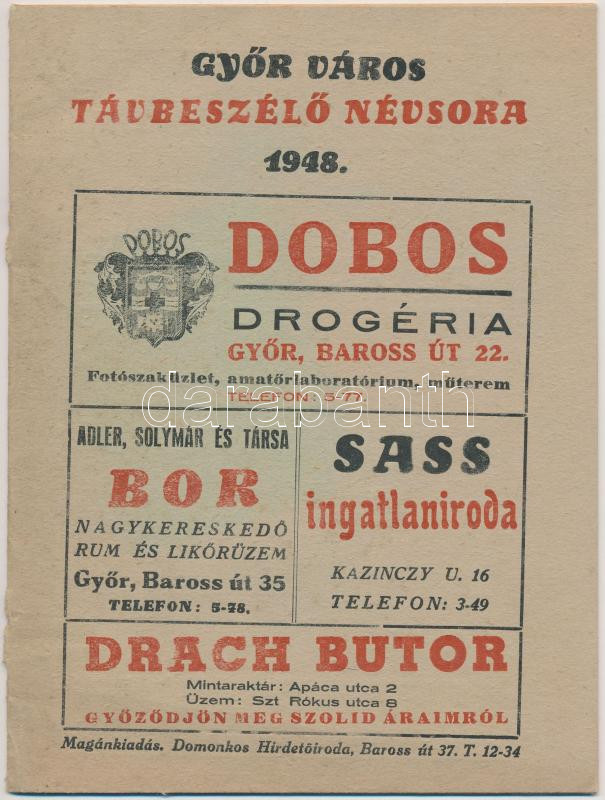 GYŐR VÁROS
TÁVBESZÉLŐ NÉVSORA
1948.
DOBOS
DOBOS
DROGÉRIA
GYŐR, BAROSS ÚT 22.
Fotószaküzlet, amatőrlaboratórium, műterem
TELEFON: 5-77.
darabanth
ADLER, SOLYMÁR ÉS TÁRSA
BOR
NAGYKERESKEDŐ
RUM ÉS LIKŐRÜZEM
Győr, Baross út 35
TELEFON: 5-78.
SASS
ingatlaniroda
KAZINCZY U. 16
TELEFON: 3-49
DRACH BUTOR
Mintaraktár: Apáca utca 2
Üzem: Szt Rókus utca 8
GYŐZŐDJÖN MEG SZOLID ÁRAIMRÓL
Magánkiadás. Domonkos Hirdetőiroda, Baross út 37. T. 12-34